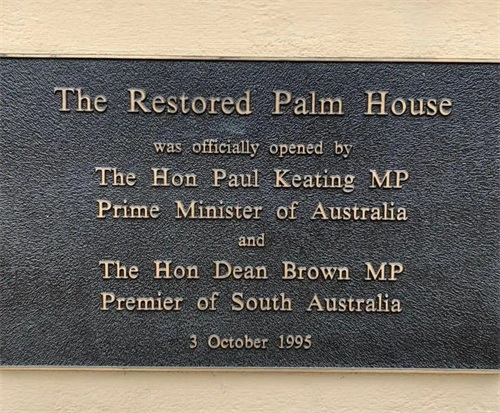 The Restored Palm House
was officially opened by
The Hon Paul Keating MP
Prime Minister of Australia
and
The Hon Dean Brown MP
Premier of South Australia
3 October 1995